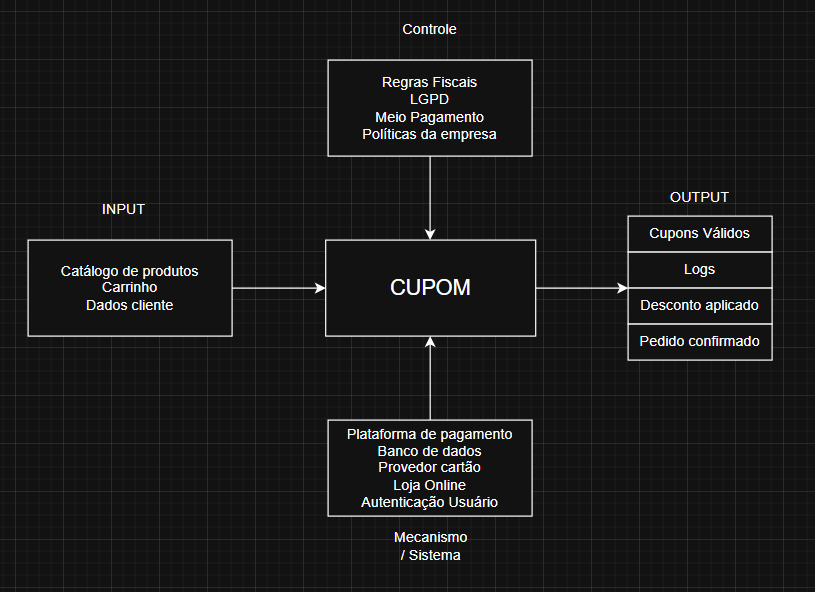 Controle
Regras Fiscais
LGPD
Meio Pagamento
Políticas da empresa
INPUT
Catálogo de produtos
Carrinho
Dados cliente
CUPOM
OUTPUT
Cupons Válidos
Logs
Desconto aplicado
Pedido confirmado
Plataforma de pagamento
Banco de dados
Provedor cartão
Loja Online
Autenticação Usuário
Mecanismo
/ Sistema